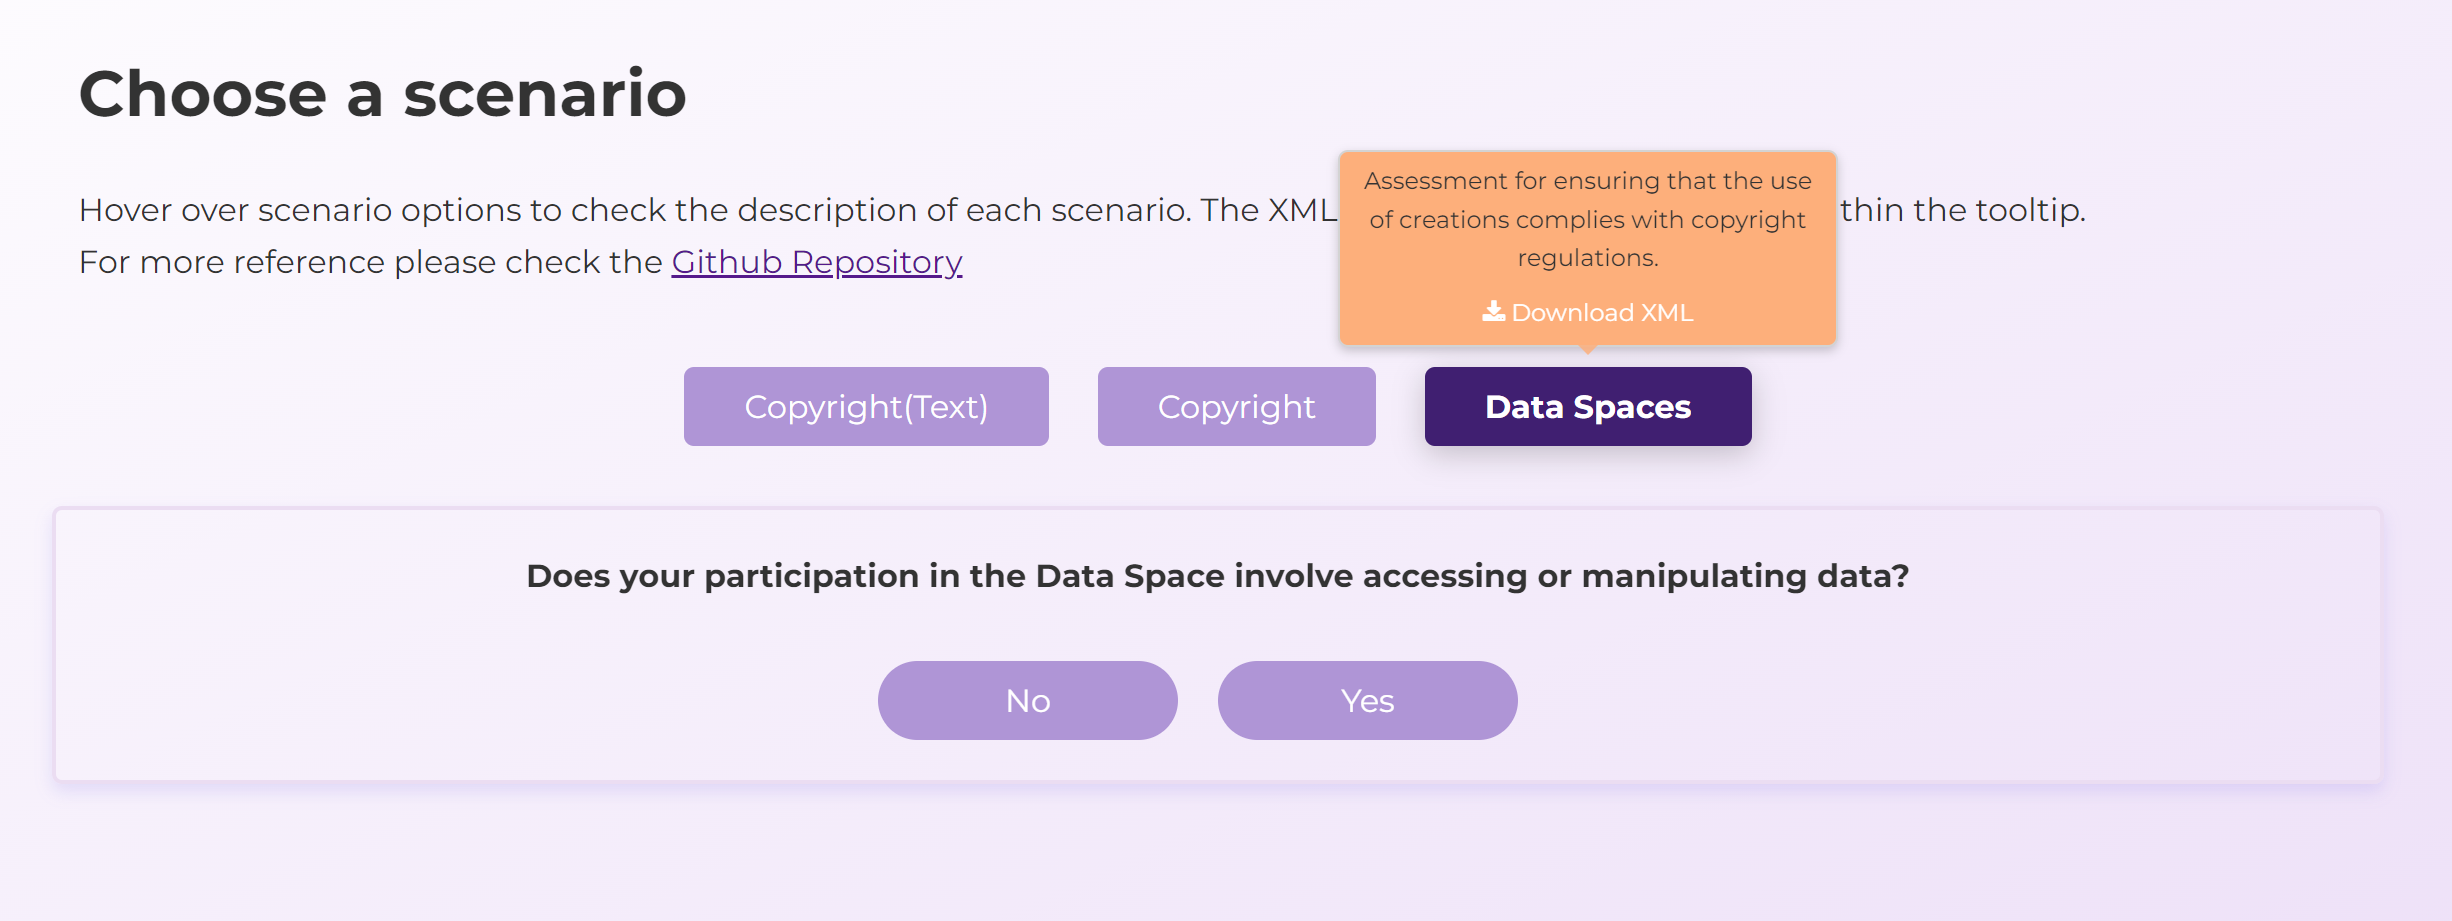 Choose a scenario
Assessment for ensuring that the use
of creations complies with copyright
regulations.
Download XML
Hover over scenario options to check the description of each scenario. The XML thin the tooltip.
For more reference please check the Github Repository
Copyright(Text)
Copyright
Data Spaces
Does your participation in the Data Space involve accessing or manipulating data?
No
Yes